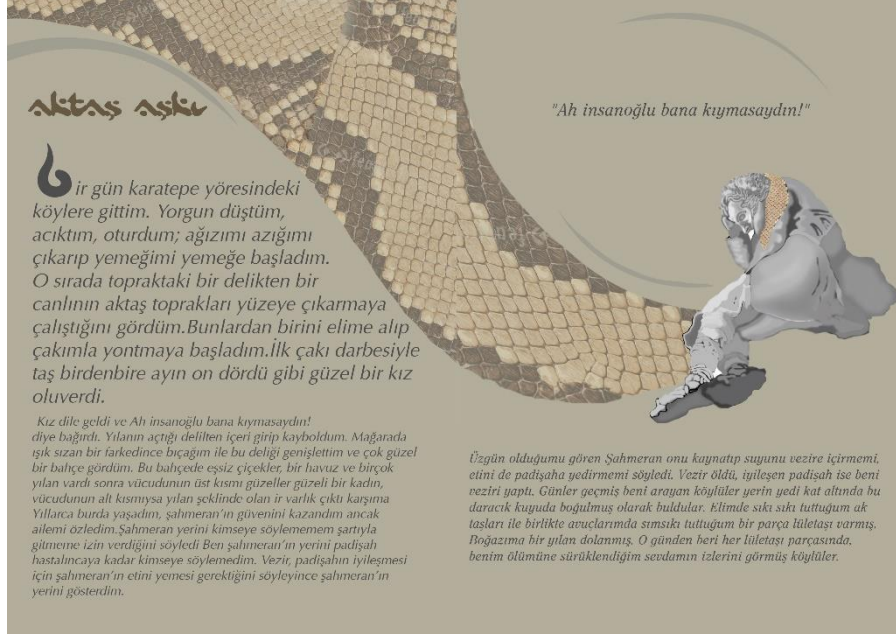 aktaş aşkı
Bir gün karatepe yöresindeki
köylere gittim. Yorgun düştüm,
acıktım, oturdum; ağızımı azığımı
çıkarıp yemeğimi yemeğe başladım.
O sırada topraktaki bir delikten bir
canlının aktaş toprakları yüzeye çıkarmaya
çalıştığını gördüm.Bunlardan birini elime alıp
çakımla yontmaya başladım.İlk çakı darbesiyle
taş birdenbire ayın on dördü gibi güzel bir kız
oluverdi.
Kız dile geldi ve Ah insanoğlu bana kıymasaydın!
diye bağırdı. Yılanın açtığı delilten içeri girip kayboldum. Mağarada
ışık sızan bir farkedince bıçağım ile bu deliği genişlettim ve çok güzel
bir bahçe gördüm. Bu bahçede eşsiz çiçekler, bir havuz ve birçok
yılan vardı sonra vücudunun üst kısmı güzeller güzeli bir kadın,
vücudunun alt kısmıysa yılan şeklinde olan ir varlık çıktı karşıma
Yıllarca burda yaşadım, şahmeran'ın güvenini kazandım ancak
ailemi özledim.Şahmeran yerini kimseye söylememem şartıyla
gitmeme izin verdiğini söyledi Ben şahmeran'ın yerini padişah
hastalıncaya kadar kimseye söylemedim. Vezir, padişahın iyileşmesi
için şahmeran'ın etini yemesi gerektiğini söyleyince şahmeran'ın
yerini gösterdim.
"Ah insanoğlu bana kıymasaydın!"
Üzgün olduğumu gören Şahmeran onu kaynatıp suyunu vezire içirmemi,
etini de padişaha yedirmemi söyledi. Vezir öldü, iyileşen padişah ise beni
veziri yaptı. Günler geçmiş beni arayan köylüler yerin yedi kat altında bu
daracık kuyuda boğulmuş olarak buldular. Elimde sıkı sıkı tuttuğum ak
taşları ile birlikte avuçlarımda sımsıkı tuttuğum bir parça lületaşı varmış.
Boğazıma bir yılan dolanmış. O günden beri her lületaşı parçasında,
benim ölümüne sürüklendiğim sevdamın izlerini görmüş köylüler.